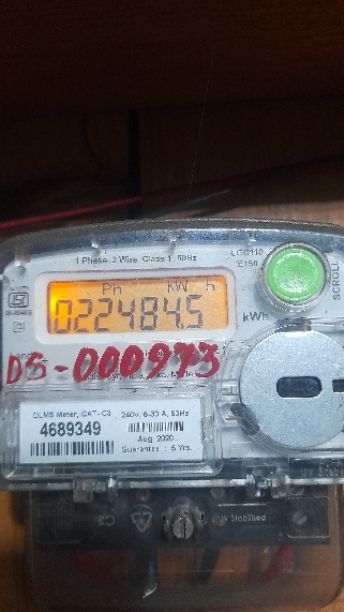 1 Phase, 2 Wire Class 1 50Hz
Ph KW h
022484.5
kWh
SCROLL
DS-000973
DLMS Meter, CAT-C3
4689349
240V, 6-30 A, 50Hz
Aug 2020
Guarantee : 5 Yrs.